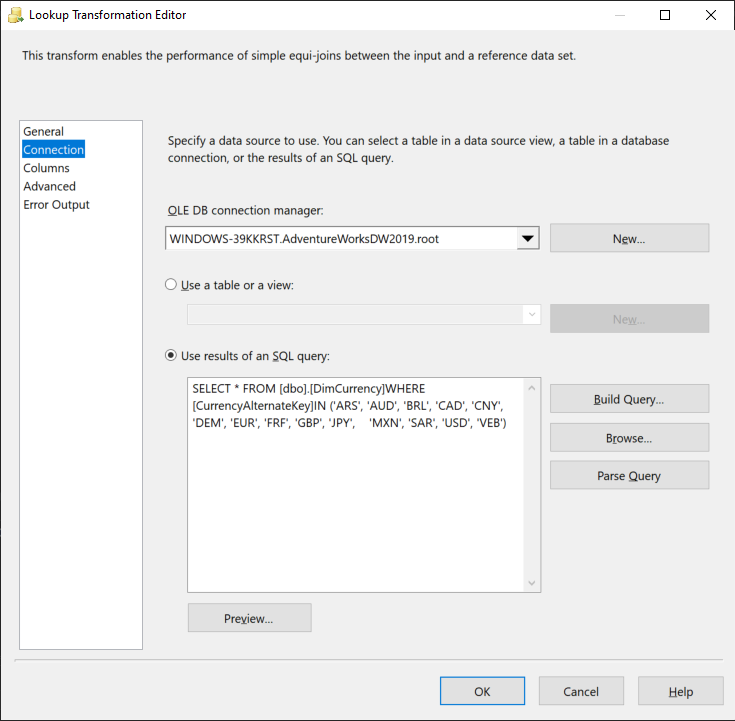 Lookup Transformation Editor
This transform enables the performance of simple equi-joins between the input and a reference data set.
General
Connection
Columns
Advanced
Error Output
Specify a data source to use. You can select a table in a data source view, a table in a database
connection, or the results of an SQL query.
OLE DB connection manager:
WINDOWS-39KKRST.AdventureWorksDW2019.root
New...
Use a table or a view:
New...
Use results of an SQL query:
SELECT * FROM [dbo].[DimCurrency]WHERE
[CurrencyAlternateKey]IN ('ARS', 'AUD', 'BRL', 'CAD', 'CNY',
'DEM', 'EUR', 'FRF', 'GBP', 'JPY',    'MXN', 'SAR', 'USD', 'VEB')
Build Query...
Browse...
Parse Query
Preview...
OK
Cancel
Help